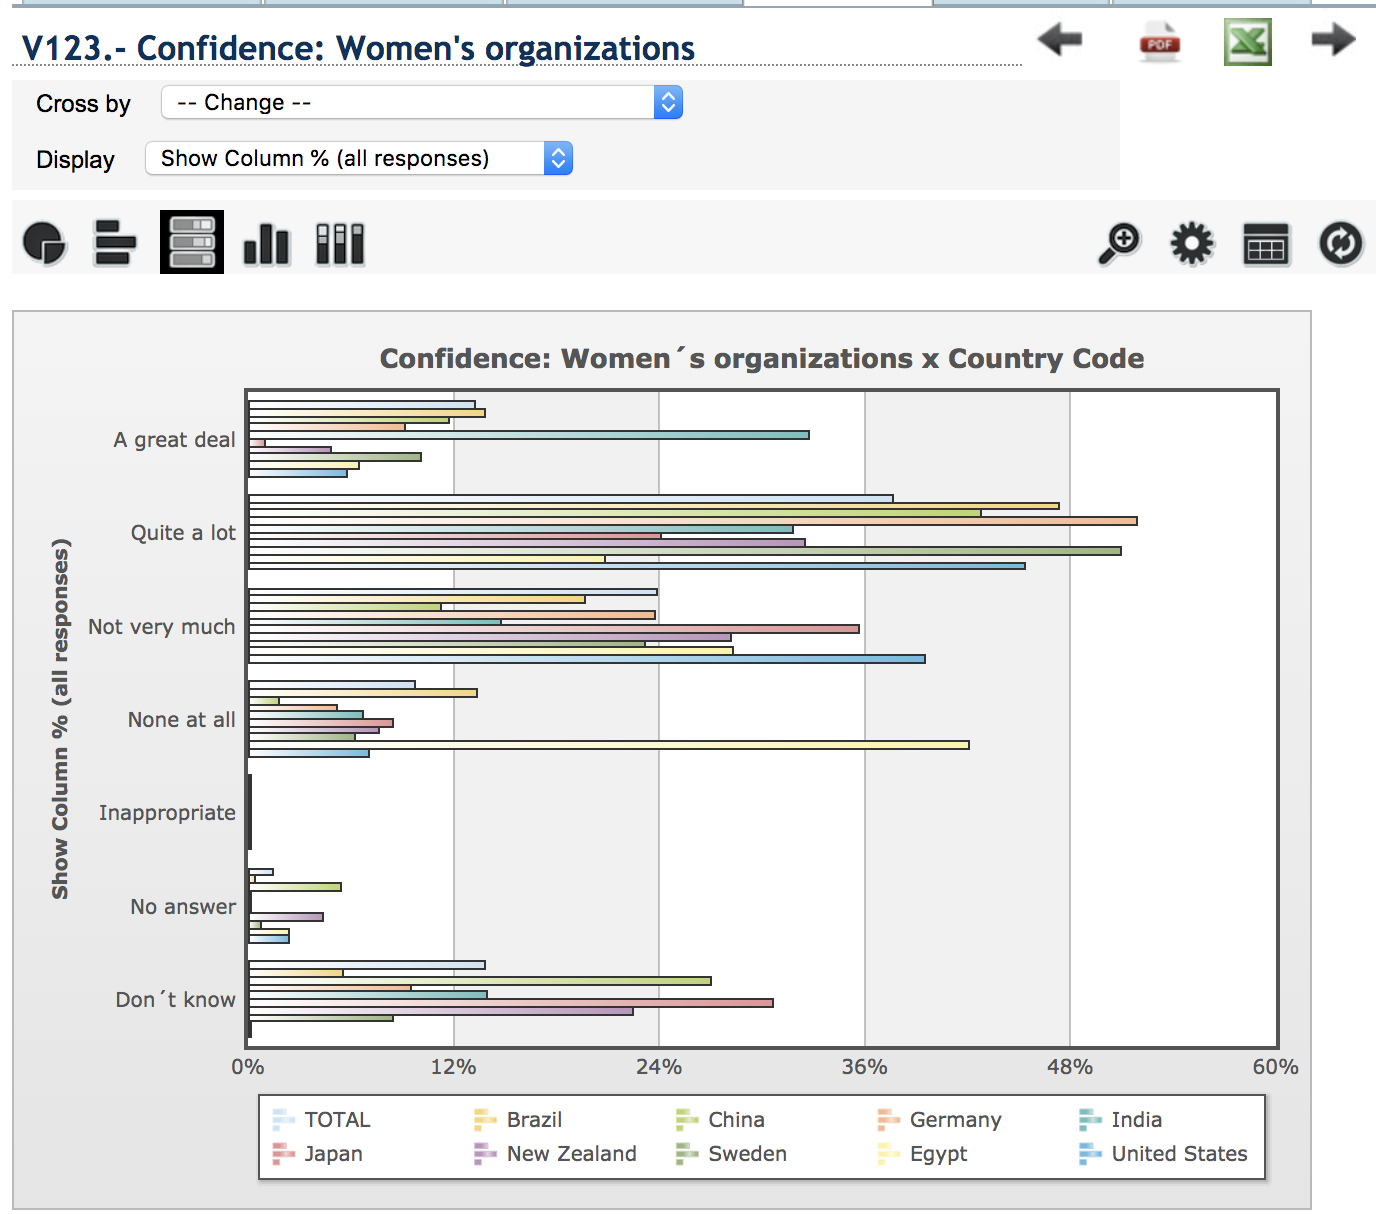 V123.- Confidence: Women's organizations
PDF
Cross by
-- Change --
Display
Show Column % (all responses)
Confidence: Women´s organizations x Country Code
Show Column % (all responses)
A great deal
Quite a lot
Not very much
None at all
Inappropriate
No answer
Don´t know
0% 12% 24% 36% 48% 60%
TOTAL Brazil China Germany India
Japan New Zealand Sweden Egypt United States